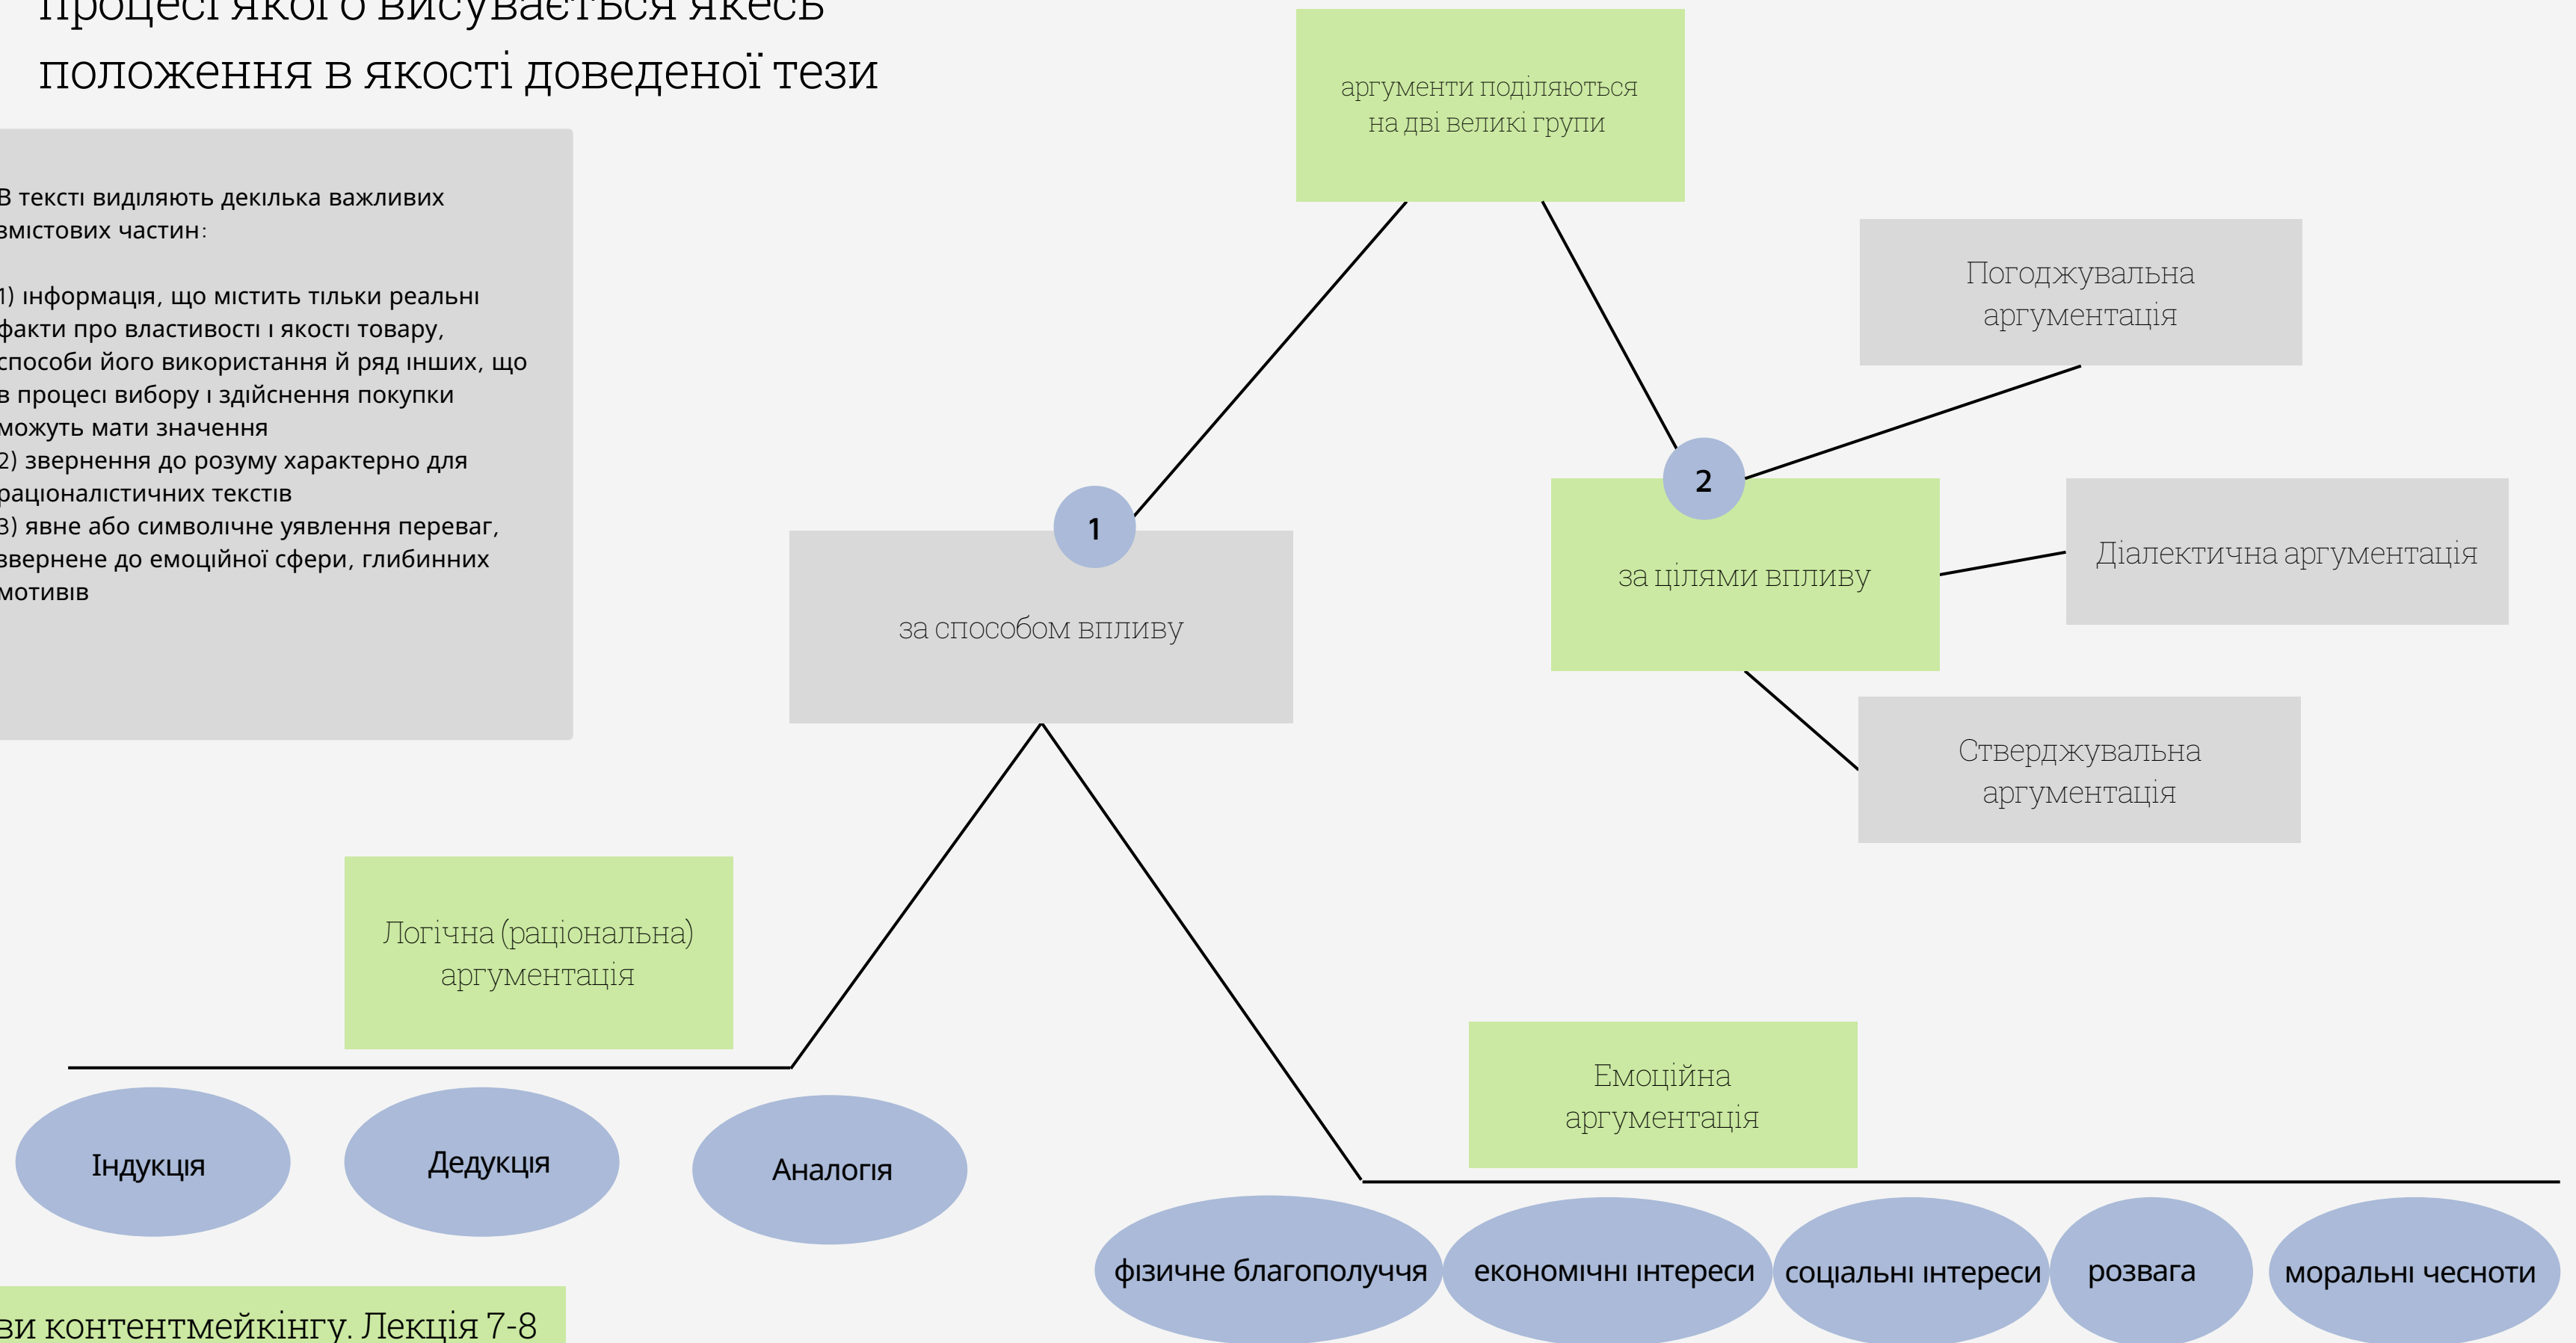 процесі якого висувається якесь
положення в якості доведеної тези
В тексті виділяють декілька важливих
змістових частин:
1) інформація, що містить тільки реальні
факти про властивості і якості товару,
способи його використання й ряд інших, що
в процесі вибору і здійснення покупки
можуть мати значення
2) звернення до розуму характерно для
раціоналістичних текстів
3) явне або символічне уявлення переваг,
звернене до емоційної сфери, глибинних
мотивів
аргументи поділяються
на дві великі групи
1
за способом впливу
2
за цілями впливу
Погоджувальна
аргументація
Діалектична аргументація
Стверджувальна
аргументація
Логічна (раціональна)
аргументація
Індукція
Дедукція
Аналогія
Емоційна
аргументація
фізичне благополуччя
економічні інтереси
соціальні інтереси
розвага
моральні чесноти
ви контентмейкінгу. Лекція 7-8